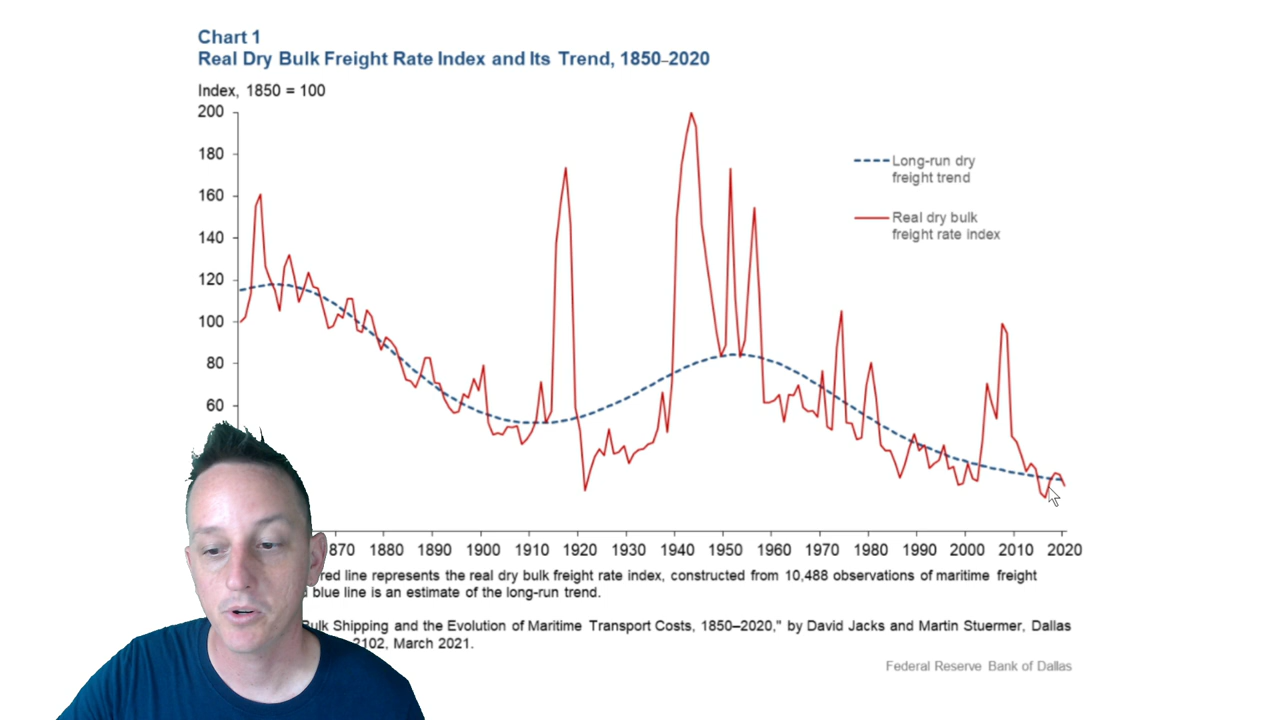 Chart 1
Real Dry Bulk Freight Rate Index and Its Trend, 1850–2020
Index, 1850 = 100
200
180
160
140
120
100
80
60
Long-run dry
freight trend
Real dry bulk
freight rate index
870 1880 1890 1900 1910 1920 1930 1940 1950 1960 1970 1980 1990 2000 2010 2020
red line represents the real dry bulk freight rate index, constructed from 10,488 observations of maritime freight
blue line is an estimate of the long-run trend.
Bulk Shipping and the Evolution of Maritime Transport Costs, 1850–2020," by David Jacks and Martin Stuermer, Dallas
2102, March 2021.
Federal Reserve Bank of Dallas